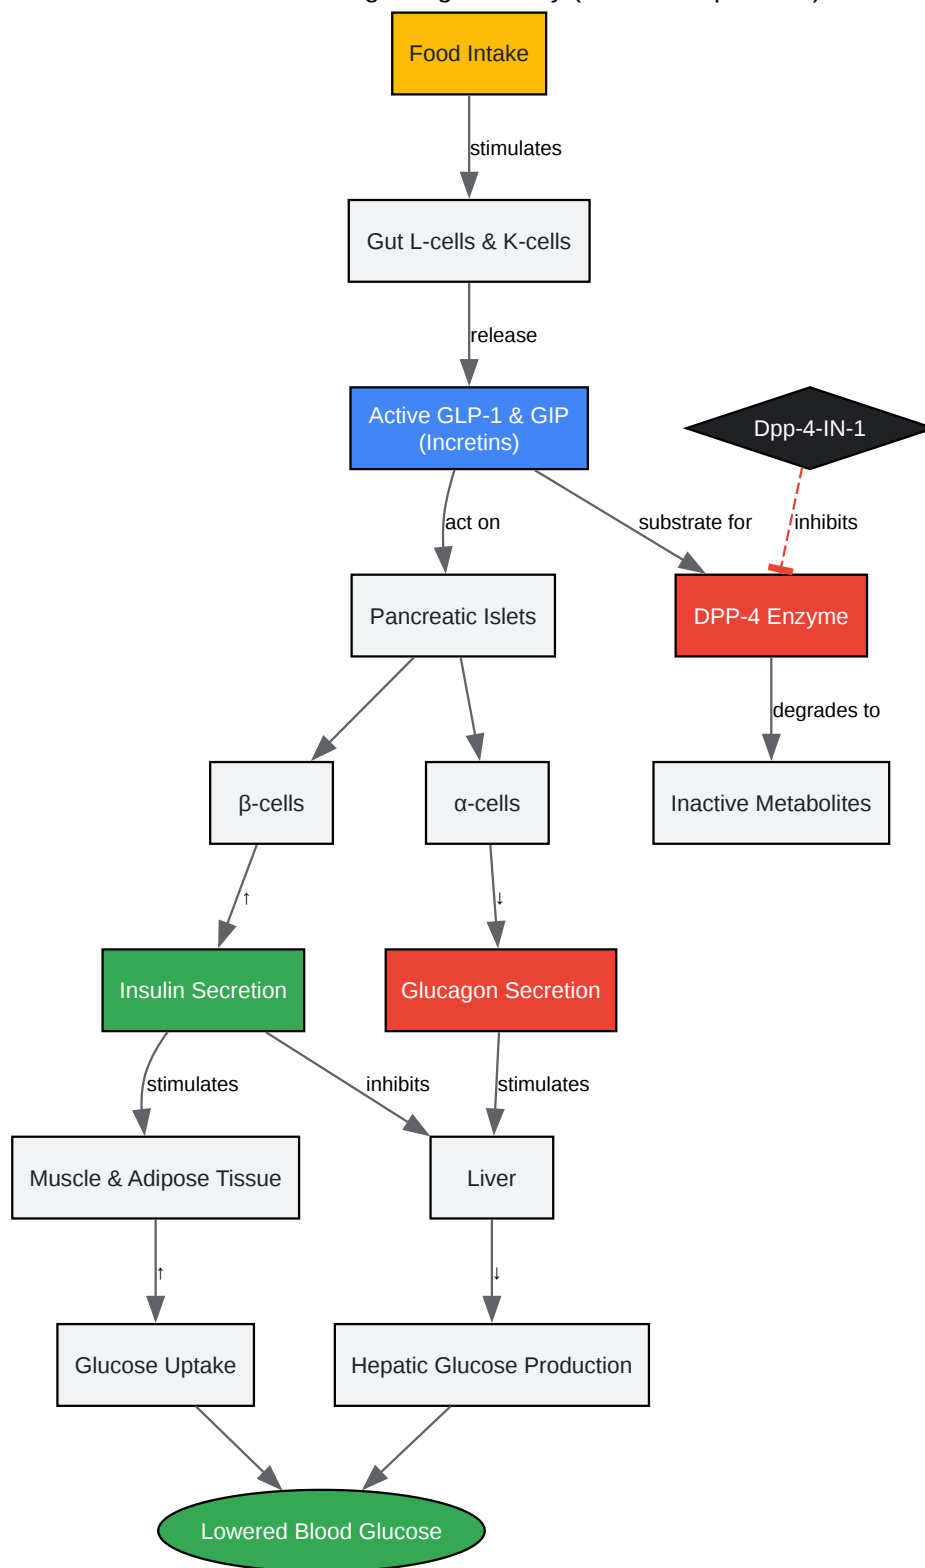 Food Intake
stimulates
Gut L-cells & K-cells
release
Active GLP-1 & GIP
(Incretins)
Dpp-4-IN-1
act on
substrate for
inhibits
Pancreatic Islets
DPP-4 Enzyme
degrades to
β-cells
α-cells
Inactive Metabolites
↑
↓
Insulin Secretion
Glucagon Secretion
stimulates
inhibits
stimulates
Muscle & Adipose Tissue
Liver
↑
↓
Glucose Uptake
Hepatic Glucose Production
Lowered Blood Glucose